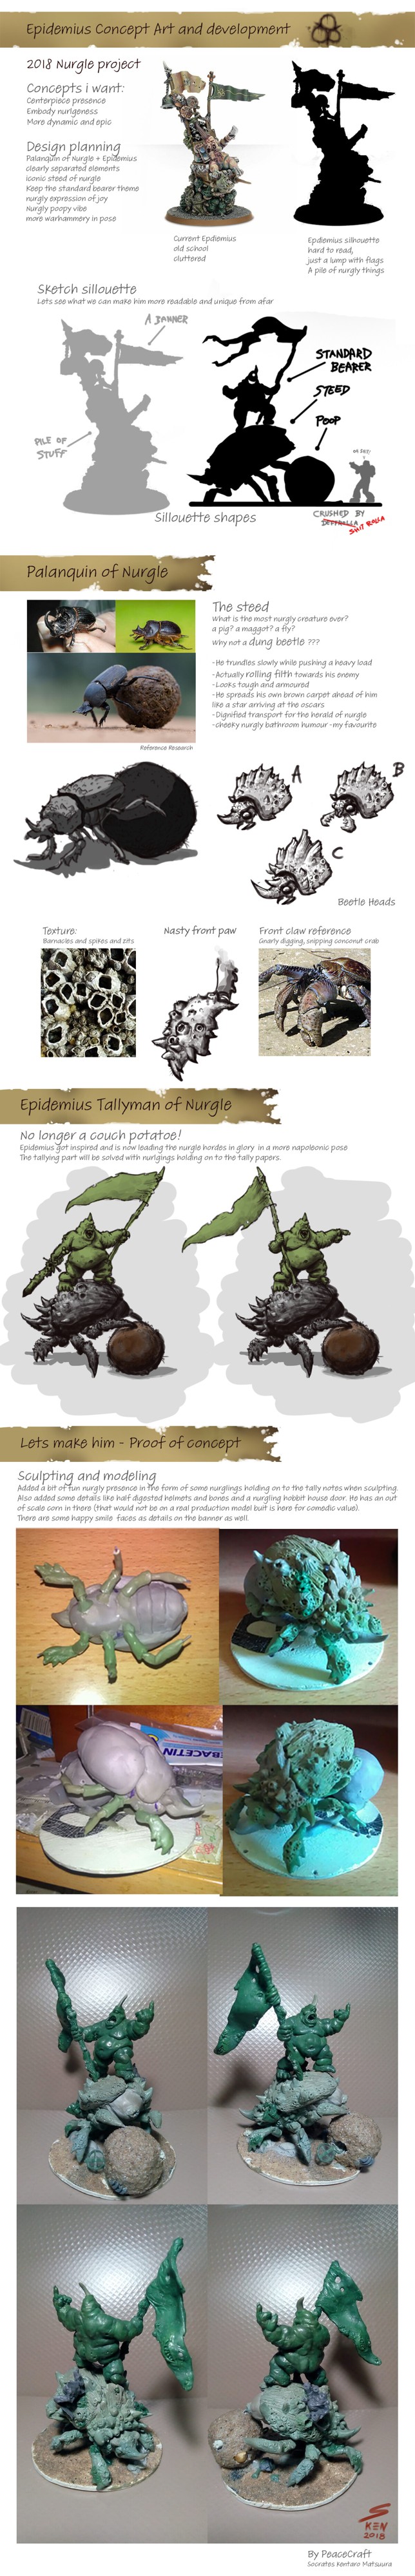 Epidemius Concept Art and development
2018 Nurgle project
Concepts i want:
Centerpiece presence
Embody nurlgeness
More dynamic and epic
Design planning
Palanquin of Nurgle + Epidemius
clearly separated elements
iconic steed of nurgle
Keep the standard bearer theme
nurgly expression of joy
Nurgly poopy vibe
more warhammery in pose
Current Epdiemius
old school
cluttered
Epdiemius silhouette
hard to read,
just a lump with flags
A pile of nurgly things
Sketch sillouette
Lets see what we can make him more readable and unique from afar
A BANNER
PILE OF
STUFF
STANDARD
BEARER
STEED
POOP
CRUSHED BY
SHIT ROLLA
Sillouette shapes
Palanquin of Nurgle
The steed
What is the most nurgly creature ever?
a pig? a maggot? a fly?
Why not a dung beetle ???
-He trundles slowly while pushing a heavy load
-Actually rolling filth towards his enemy
-Looks tough and armoured
-He spreads his own brown carpet ahead of him
like a star arriving at the oscars
-Dignified transport for the herald of nurgle
-cheeky nurgly bathroom humour -my favourite
Reference Research
A
B
C
Beetle Heads
Texture:
Barnacles and spikes and zits
Nasty front paw
Front claw reference
Gnarly digging, snipping conconut crab
Epidemius Tallyman of Nurgle
No longer a couch potatoe!
Epidemius got inspired and is now leading the nurgle hordes in glory in a more napoleonic pose
The tallying part will be solved with nurlgings holding on to the tally papers.
Lets make him - Proof of concept
Sculpting and modeling
Added a bit of fun nurgly presence in the form of some nurglings holding on to the tally notes when sculpting.
Also added some details like half digested helmets and bones and a nurgling hobbit house door. He has an out
of scale corn in there (that would not be on a real production model but is here for comedic value).
There are some happy smile faces as details on the banner as well.
BACETIN
KEN
2018
By PeaceCraft
Socrates Kentaro Matsuura